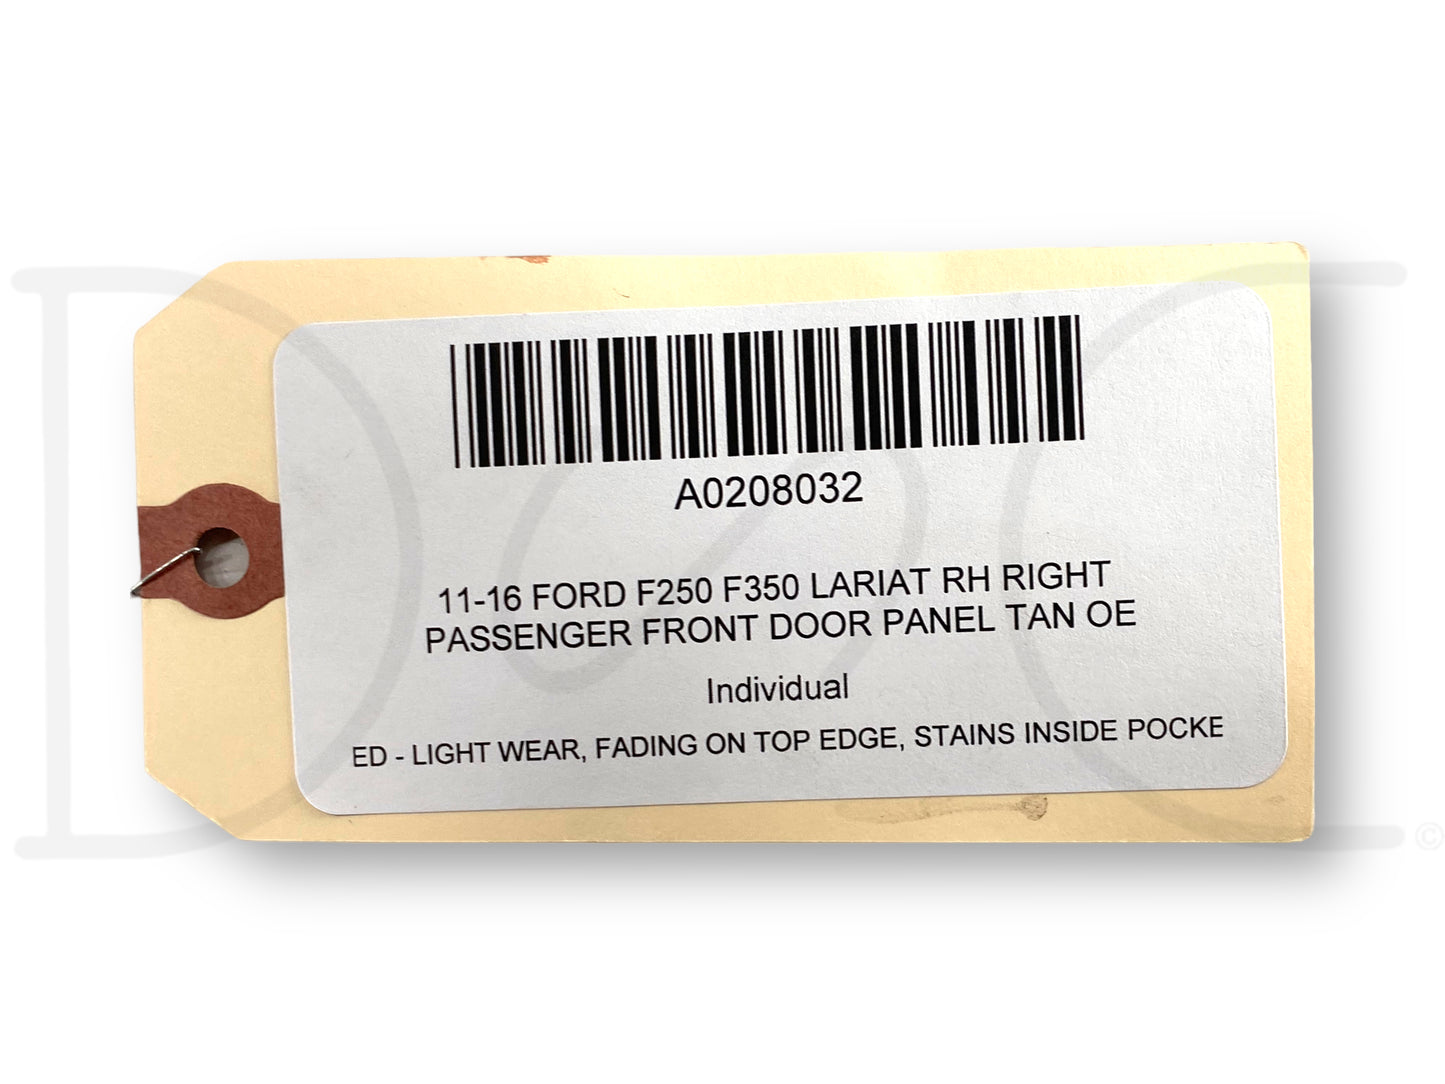 A0208032
11-16 FORD F250 F350 LARIAT RH RIGHT
PASSENGER FRONT DOOR PANEL TAN OE
Individual
ED - LIGHT WEAR, FADING ON TOP EDGE, STAINS INSIDE POCKE
©